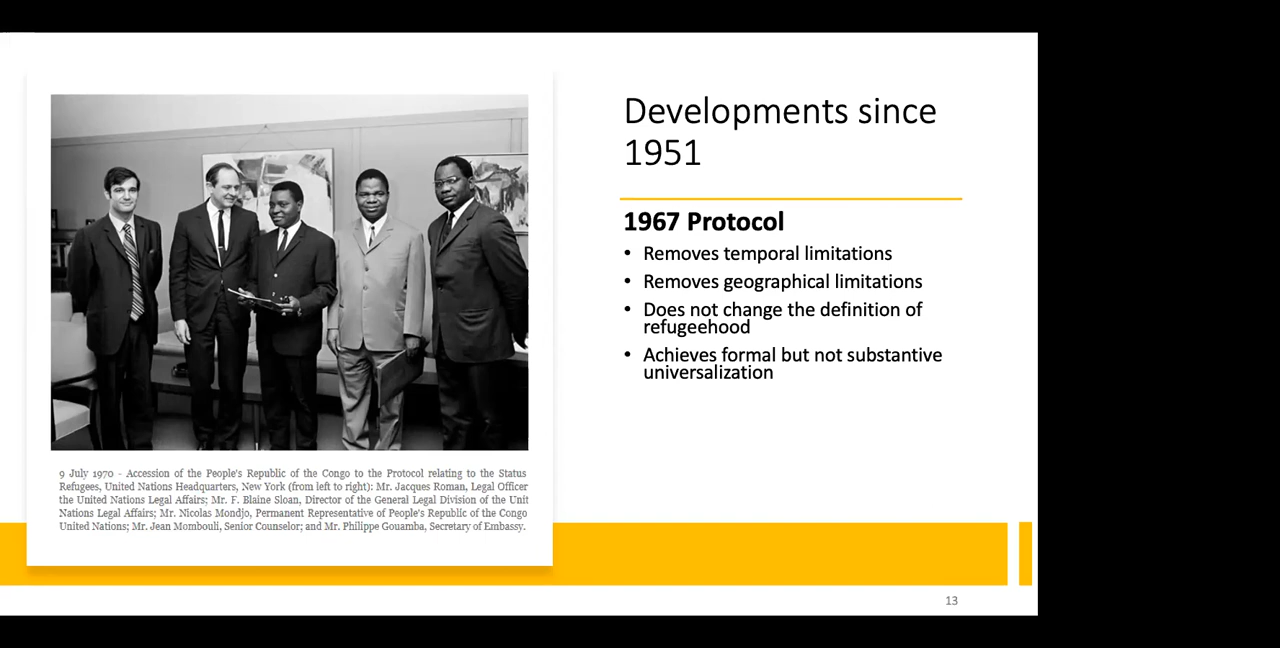 Developments since
1951
1967 Protocol
• Removes temporal limitations
• Removes geographical limitations
• Does not change the definition of
refugeehood
• Achieves formal but not substantive
universalization
9 July 1970 - Accession of the People's Republic of the Congo to the Protocol relating to the Status
Refugees, United Nations Headquarters, New York (from left to right): Mr. Jacques Roman, Legal Officer
the United Nations Legal Affairs; Mr. F. Blaine Sloan, Director of the General Legal Division of the Unit
Nations Legal Affairs; Mr. Nicolas Mondjo, Permanent Representative of People's Republic of the Congo
United Nations; Mr. Jean Mombouli, Senior Counselor; and Mr. Philippe Gouamba, Secretary of Embassy.
13